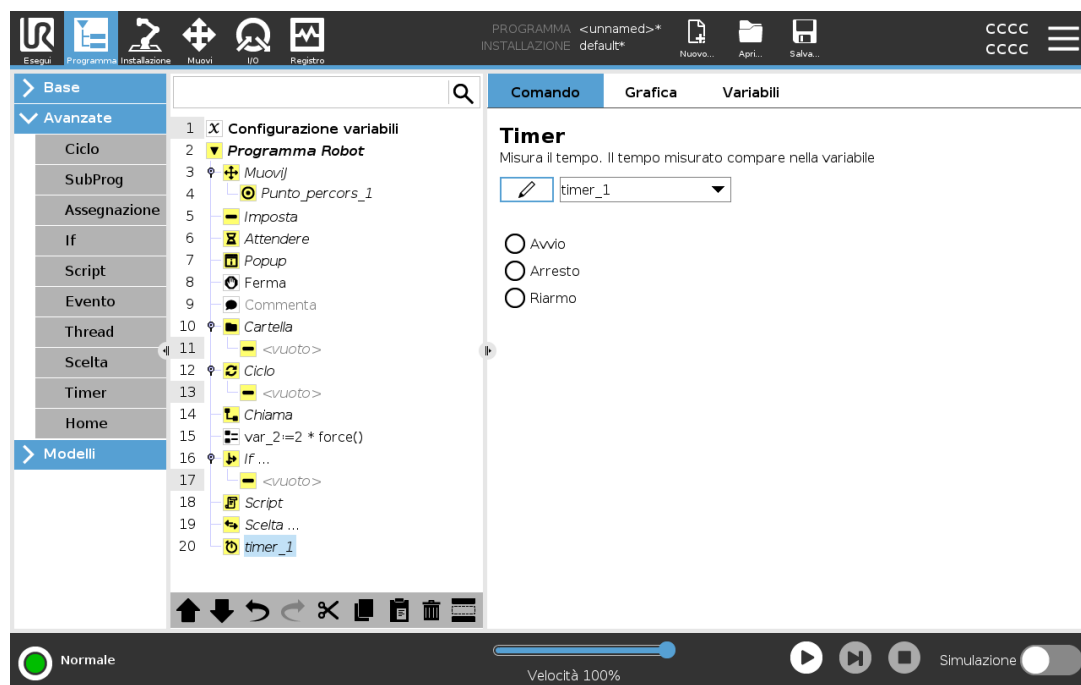 PROGRAMMA <unnamed>*
INSTALLAZIONE default*
CCCC
CCCC
Esegui Programma Installazione Muovi I/O Registro Nuovo... Apri... Salva...
Base
Avanzate
Ciclo
SubProg
Assegnazione
If
Script
Evento
Thread
Scelta
Timer
Home
Modelli
1 x Configurazione variabili
2 Programma Robot
3 MuoviJ
4 Punto_percors_1
5 Imposta
6 Attendere
7 Popup
8 Ferma
9 Commenta
10 Cartella
11 <vuoto>
12 Ciclo
13 <vuoto>
14 Chiama
15 var_2≔2 * force()
16 If ...
17 <vuoto>
18 Script
19 Scelta ...
20 timer_1
Comando Grafica Variabili
Timer
Misura il tempo. Il tempo misurato compare nella variabile
timer_1
Avvio
Arresto
Riarmo
Normale
Velocità 100%
Simulazione